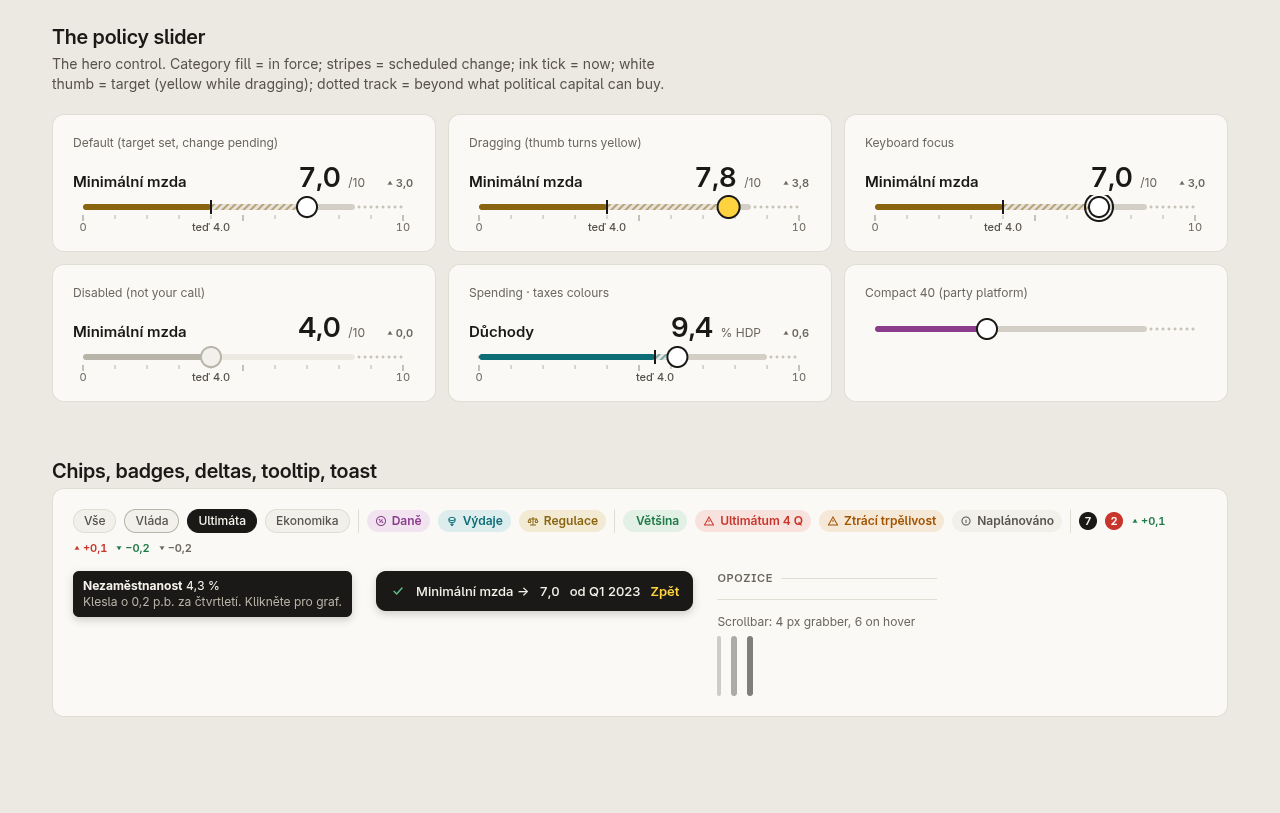 The policy slider
The hero control. Category fill = in force; stripes = scheduled change; ink tick = now; white
thumb = target (yellow while dragging); dotted track = beyond what political capital can buy.
Default (target set, change pending)
Minimální mzda 7,0 /10 3,0
0 teď 4.0 10
Dragging (thumb turns yellow)
Minimální mzda 7,8 /10 3,8
0 teď 4.0 10
Keyboard focus
Minimální mzda 7,0 /10 3,0
0 teď 4.0 10
Disabled (not your call)
Minimální mzda 4,0 /10 0,0
0 teď 4.0 10
Spending · taxes colours
Důchody 9,4 % HDP 0,6
0 teď 4.0 10
Compact 40 (party platform)
Chips, badges, deltas, tooltip, toast
Vše Vláda Ultimáta Ekonomika Daně Výdaje Regulace Většina Ultimátum 4 Q Ztrácí trpělivost Naplánováno 7 2 +0,1
+0,1 −0,2 −0,2
Nezaměstnanost 4,3 %
Klesla o 0,2 p.b. za čtvrtletí. Klikněte pro graf.
Minimální mzda → 7,0 od Q1 2023 Zpět
OPOZICE
Scrollbar: 4 px grabber, 6 on hover